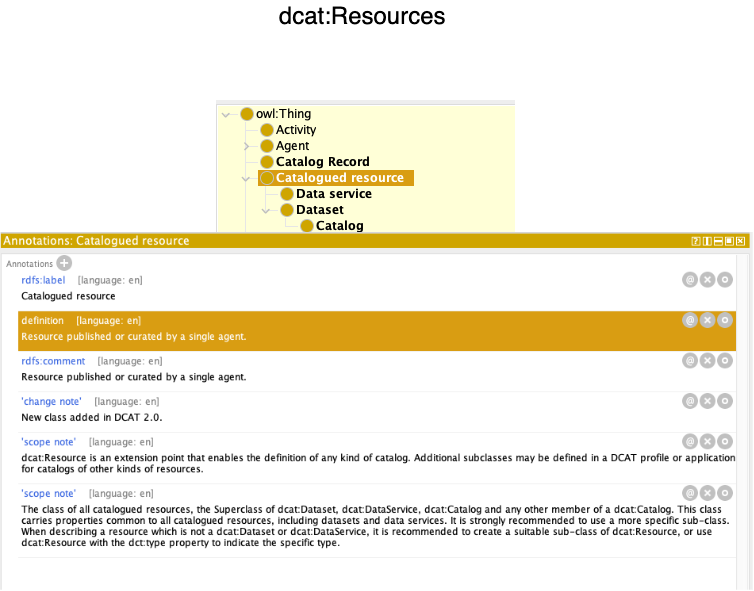 dcat:Resources
owl:Thing
Activity
Agent
Catalog Record
Catalogued resource
Data service
Dataset
Catalog
Annotations: Catalogued resource
Annotations
rdfs:label [language: en]
Catalogued resource
definition [language: en]
Resource published or curated by a single agent.
rdfs:comment [language: en]
Resource published or curated by a single agent.
'change note' [language: en]
New class added in DCAT 2.0.
'scope note' [language: en]
dcat:Resource is an extension point that enables the definition of any kind of catalog. Additional subclasses may be defined in a DCAT profile or application
for catalogs of other kinds of resources.
'scope note' [language: en]
The class of all catalogued resources, the Superclass of dcat:Dataset, dcat:DataService, dcat:Catalog and any other member of a dcat:Catalog. This class
carries properties common to all catalogued resources, including datasets and data services. It is strongly recommended to use a more specific sub-class.
When describing a resource which is not a dcat:Dataset or dcat:DataService, it is recommended to create a suitable sub-class of dcat:Resource, or use
dcat:Resource with the dct:type property to indicate the specific type.